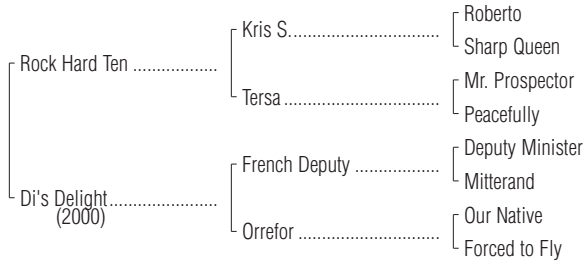 Roberto
Kris S.
Sharp Queen
Rock Hard Ten
Mr. Prospector
Tersa
Peacefully
Deputy Minister
French Deputy
Mitterand
Di's Delight
(2000)
Our Native
Orrefor
Forced to Fly